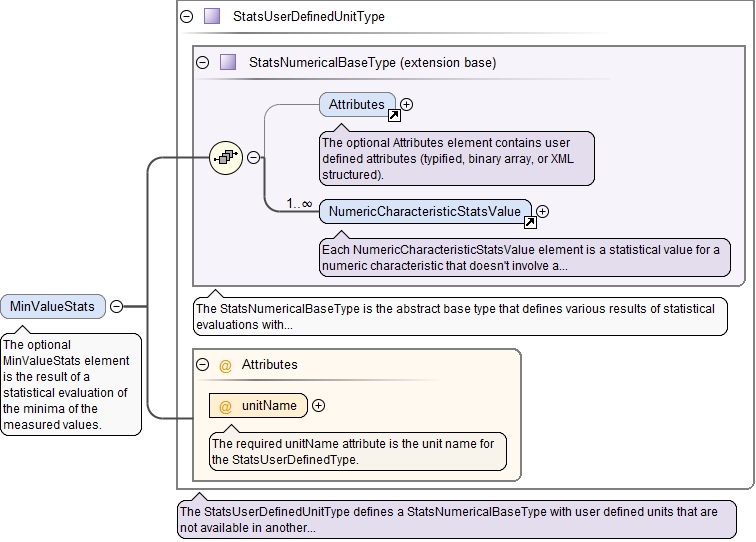 StatsUserDefinedUnitType
StatsNumericalBaseType (extension base)
Attributes
The optional Attributes element contains user
defined attributes (typified, binary array, or XML
structured).
1..∞
NumericCharacteristicStatsValue
Each NumericCharacteristicStatsValue element is a statistical value for a
numeric characteristic that doesn't involve a...
The StatsNumericalBaseType is the abstract base type that defines various results of statistical
evaluations with...
MinValueStats
The optional
MinValueStats element
is the result of a
statistical evaluation of
the minima of the
measured values.
@ Attributes
@ unitName
The required unitName attribute is the unit name for
the StatsUserDefinedType.
The StatsUserDefinedUnitType defines a StatsNumericalBaseType with user defined units that are
not available in another...